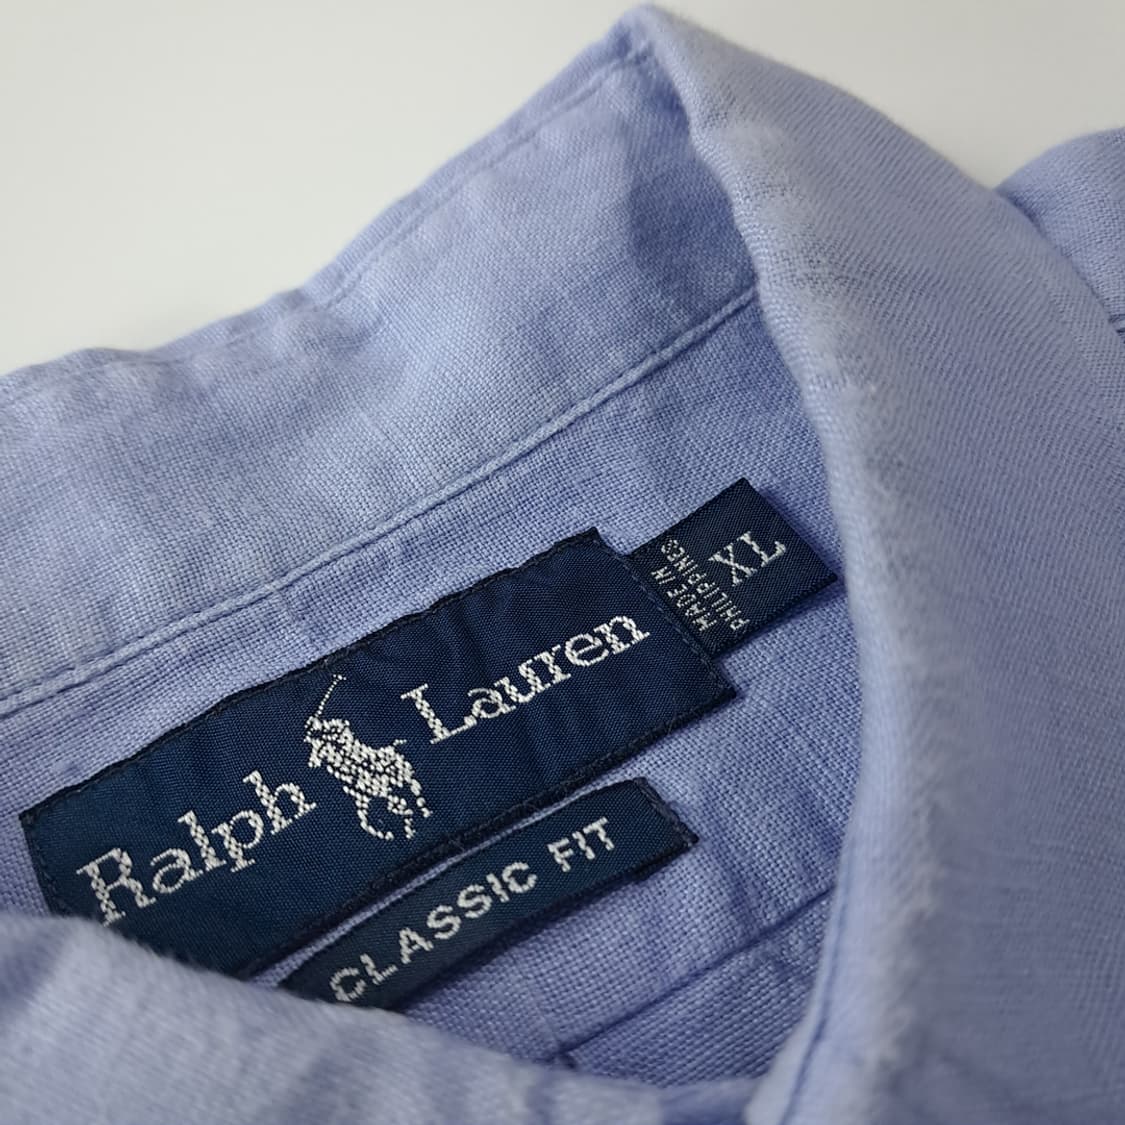 Ralph Lauren
XL
MADE IN
PHILIPPINES
CLASSIC FIT